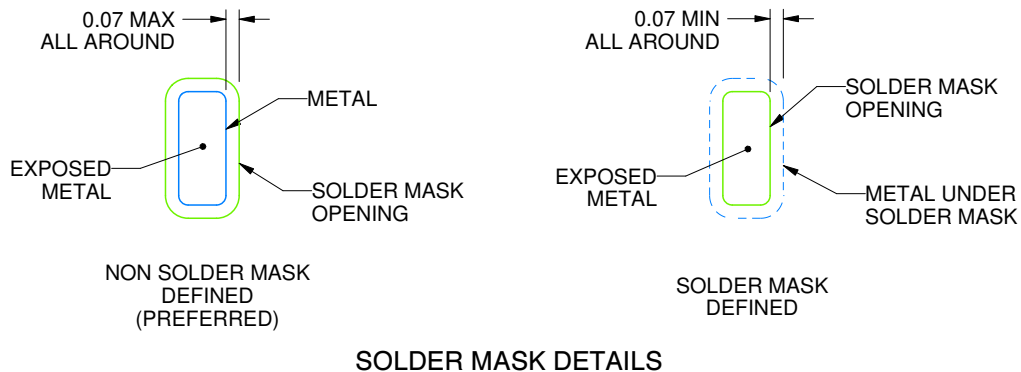 0.07 MAX
ALL AROUND
METAL
EXPOSED
METAL
SOLDER MASK
OPENING
NON SOLDER MASK
DEFINED
(PREFERRED)
0.07 MIN
ALL AROUND
SOLDER MASK
OPENING
EXPOSED
METAL
METAL UNDER
SOLDER MASK
SOLDER MASK
DEFINED
SOLDER MASK DETAILS